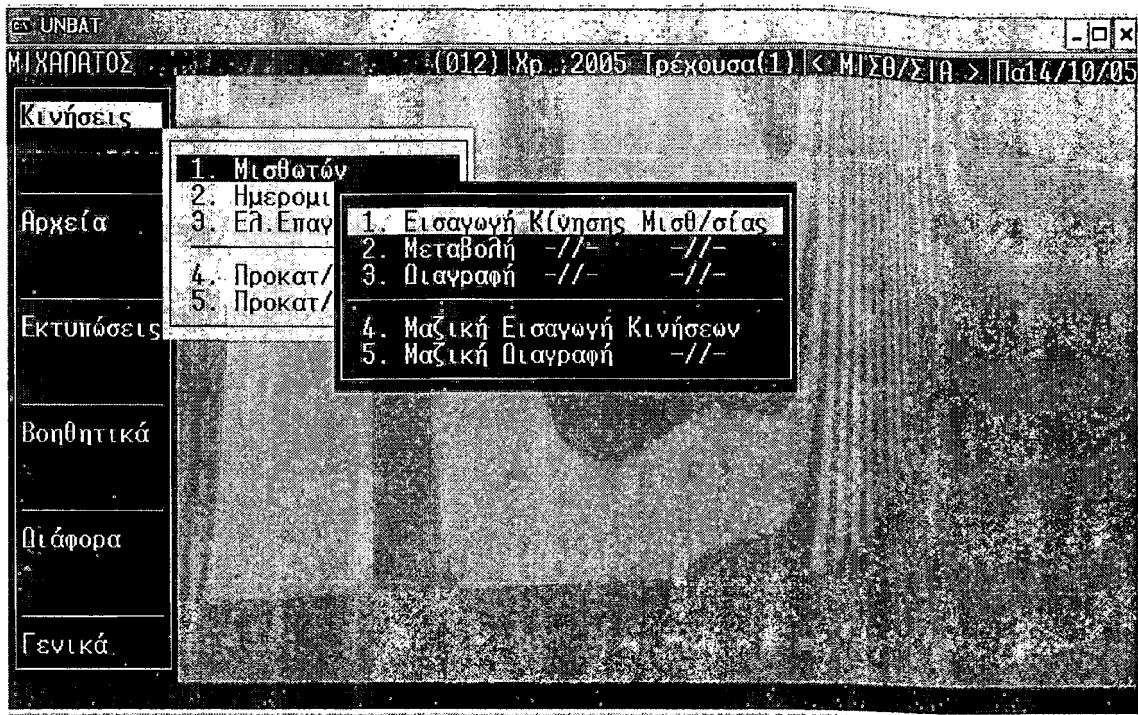 UNBAT
ΜΙΧΑΠΑΤΟΣ (012) Χρ.:2005 Τρέχουσα(1) < ΜΙΣΘ/ΣΙΑ > Πα14/10/05
Κινήσεις
1. Μισθωτών
2. Ημερομι
3. Ελ.Επαγ
4. Προκατ/
5. Προκατ/
1. Εισαγωγή Κίνησης Μισθ/σίας
2. Μεταβολή -//- -//-
3. Διαγραφή -//- -//-
4. Μαζική Εισαγωγή Κινήσεων
5. Μαζική Διαγραφή -//-
Αρχεία
Εκτυπώσεις
Βοηθητικά
Διάφορα
Γενικά